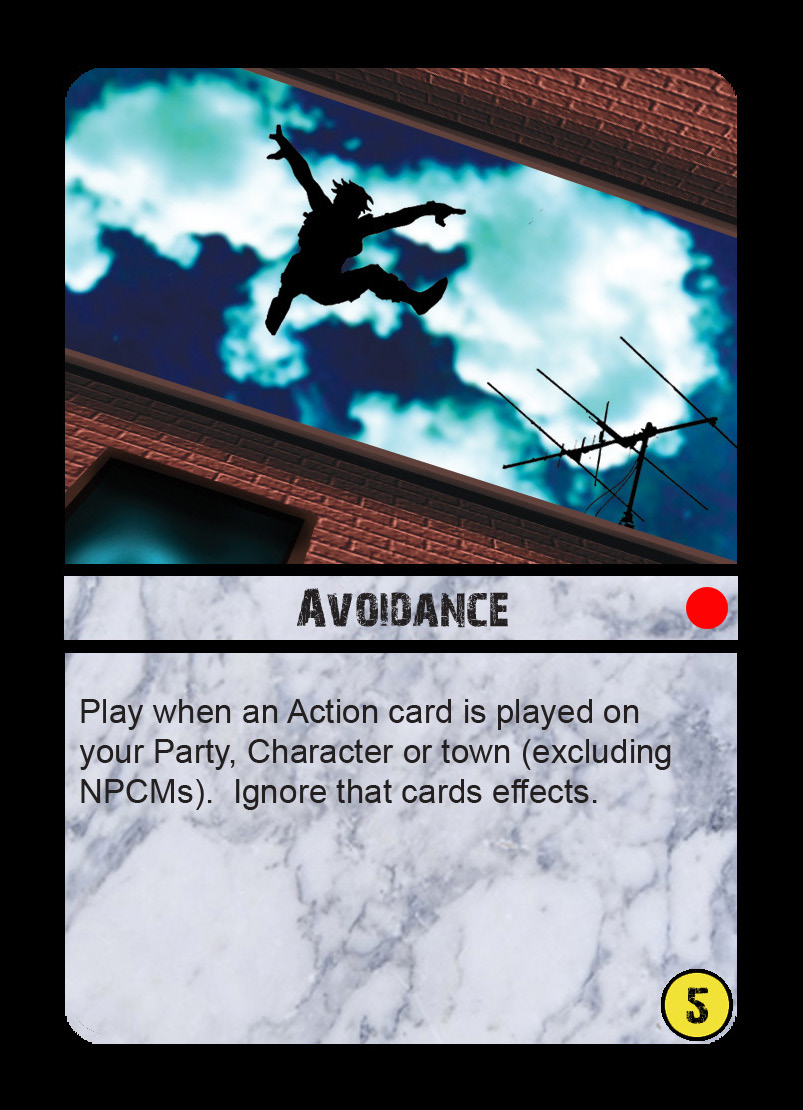 Avoidance
Play when an Action card is played on
your Party, Character or town (excluding
NPCMs).  Ignore that cards effects.
5